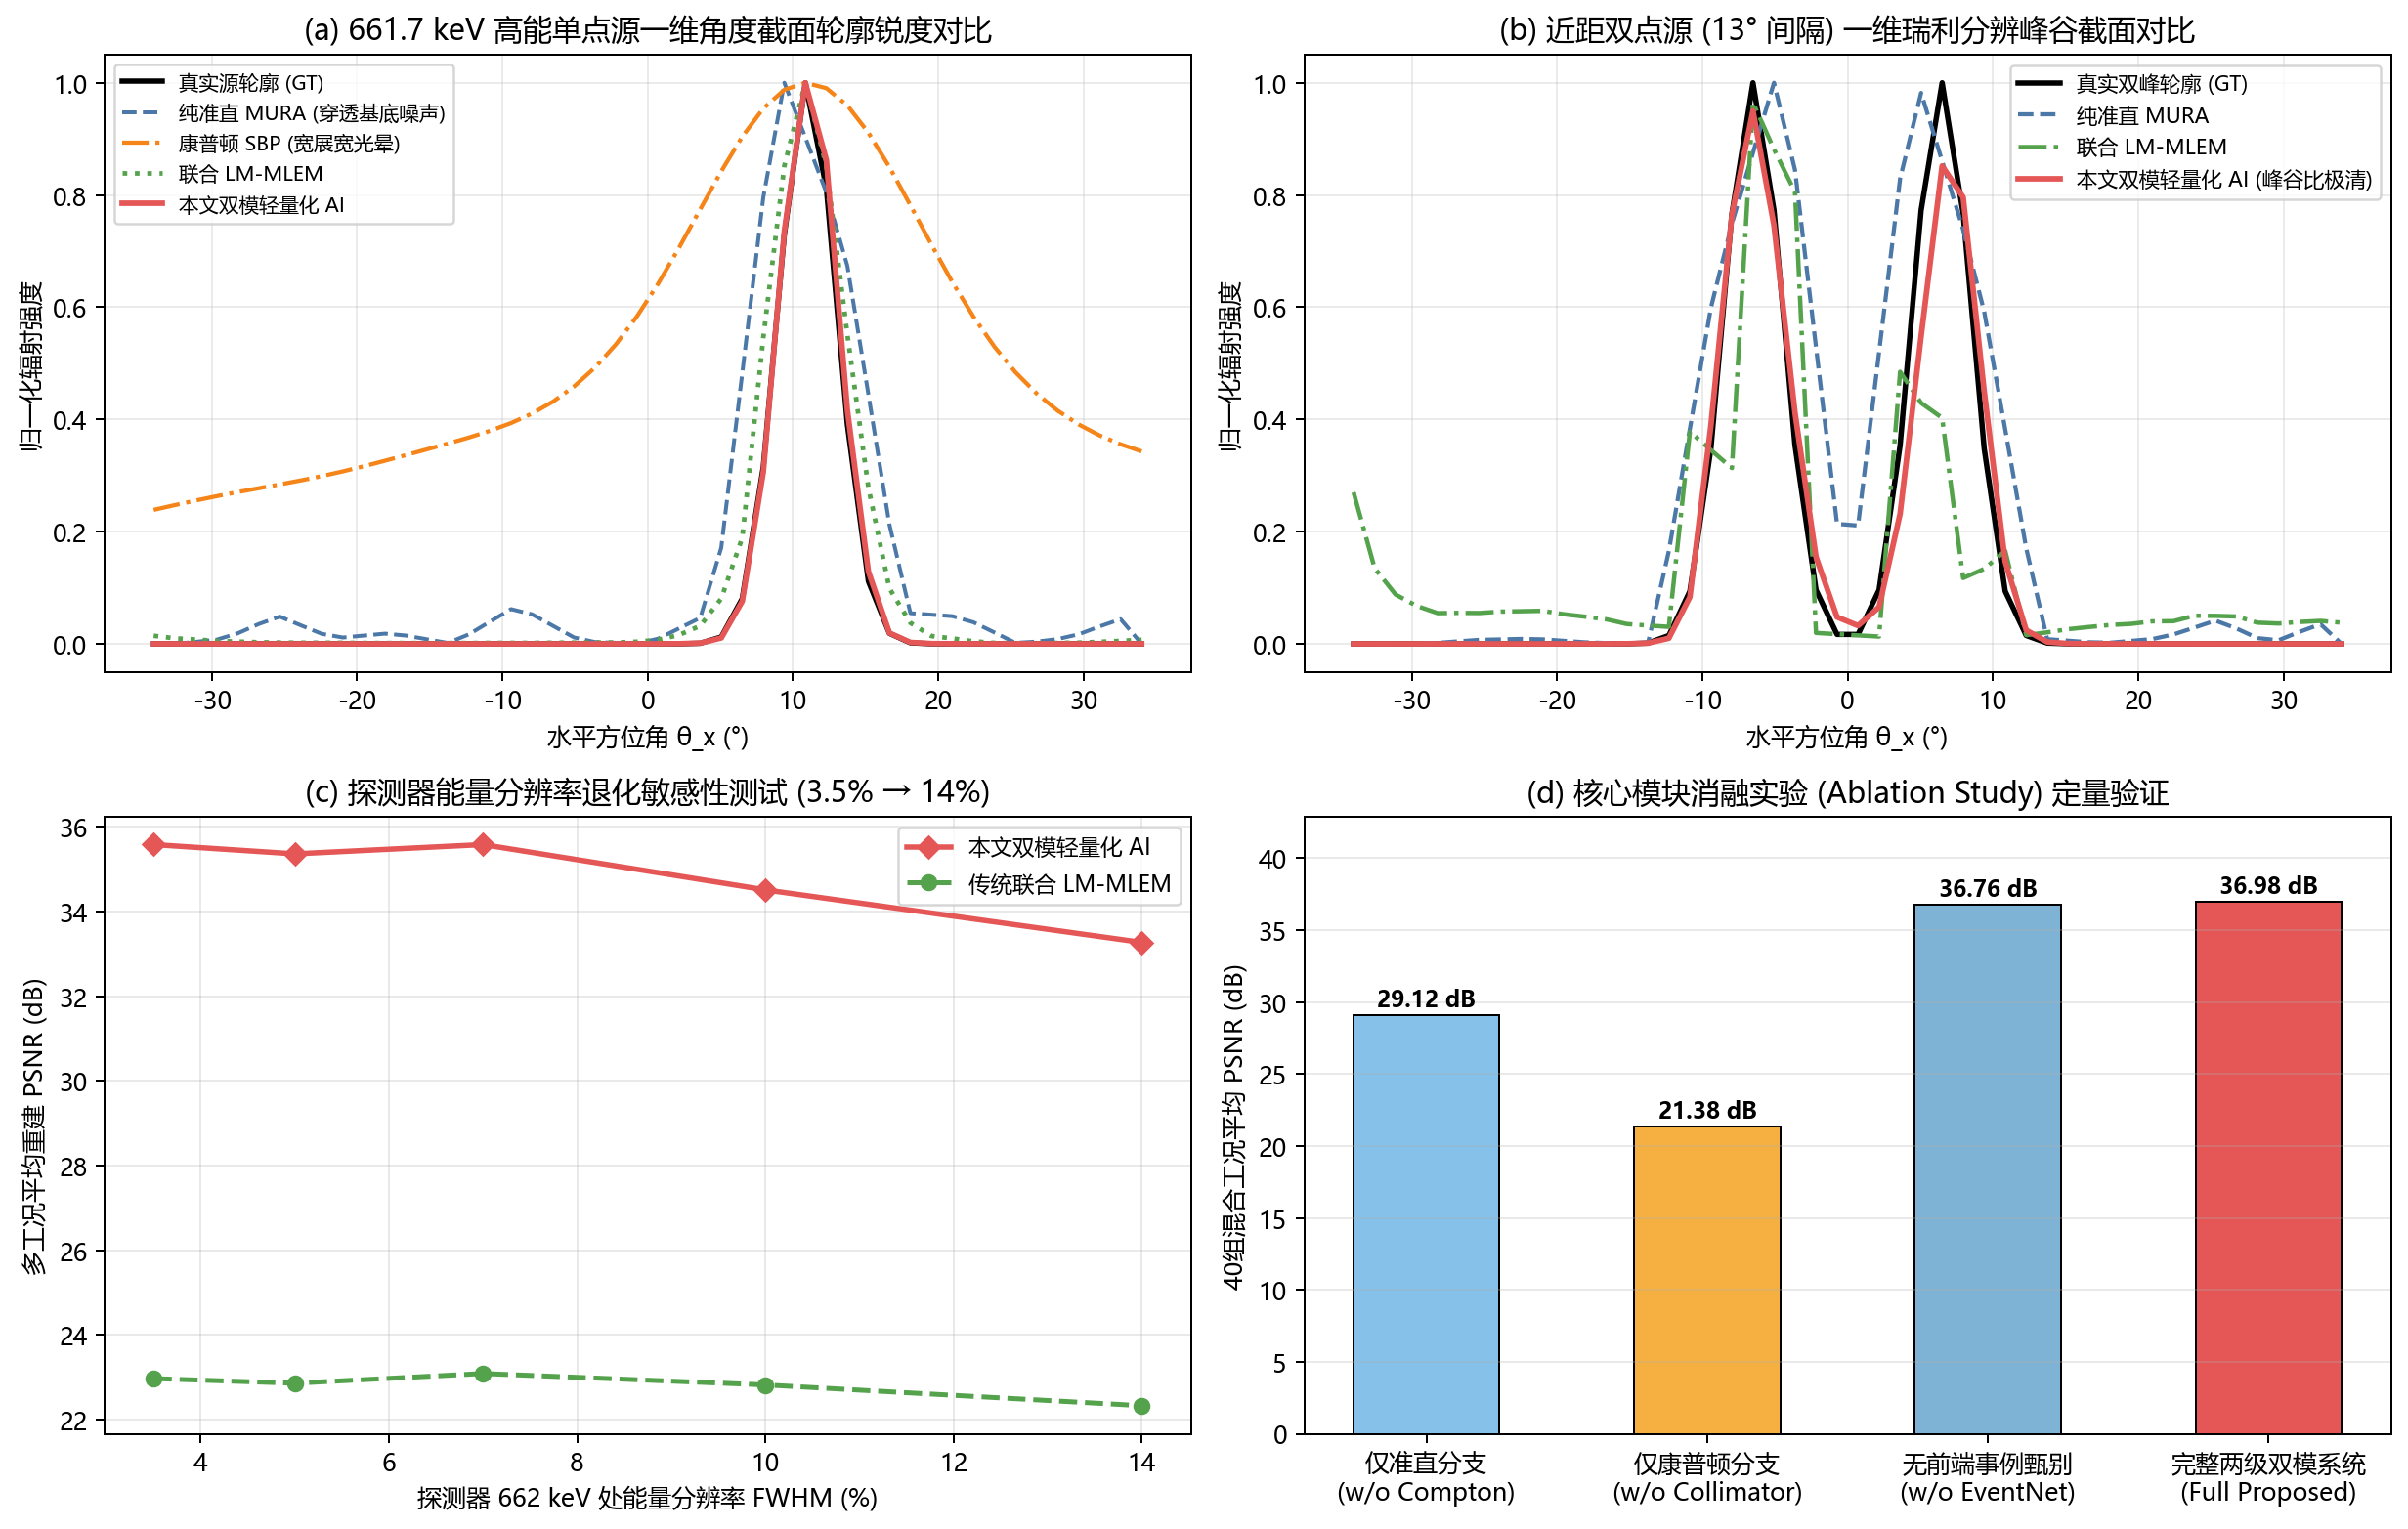 (a) 661.7 keV 高能单点源一维角度截面轮廓锐度对比
真实源轮廓 (GT)
纯准直 MURA (穿透基底噪声)
康普顿 SBP (宽展宽光晕)
联合 LM-MLEM
本文双模轻量化 AI
归一化辐射强度
1.0
0.8
0.6
0.4
0.2
0.0
-30
-20
-10
0
10
20
30
水平方位角 θ_x (°)
(b) 近距双点源 (13° 间隔) 一维瑞利分辨峰谷截面对比
真实双峰轮廓 (GT)
纯准直 MURA
联合 LM-MLEM
本文双模轻量化 AI (峰谷比极清)
归一化辐射强度
1.0
0.8
0.6
0.4
0.2
0.0
-30
-20
-10
0
10
20
30
水平方位角 θ_x (°)
(c) 探测器能量分辨率退化敏感性测试 (3.5% → 14%)
本文双模轻量化 AI
传统联合 LM-MLEM
多工况平均重建 PSNR (dB)
36
34
32
30
28
26
24
22
4
6
8
10
12
14
探测器 662 keV 处能量分辨率 FWHM (%)
(d) 核心模块消融实验 (Ablation Study) 定量验证
40组混合工况平均 PSNR (dB)
40
35
30
25
20
15
10
5
0
29.12 dB
21.38 dB
36.76 dB
36.98 dB
仅准直分支
(w/o Compton)
仅康普顿分支
(w/o Collimator)
无前端事例甄别
(w/o EventNet)
完整两级双模系统
(Full Proposed)